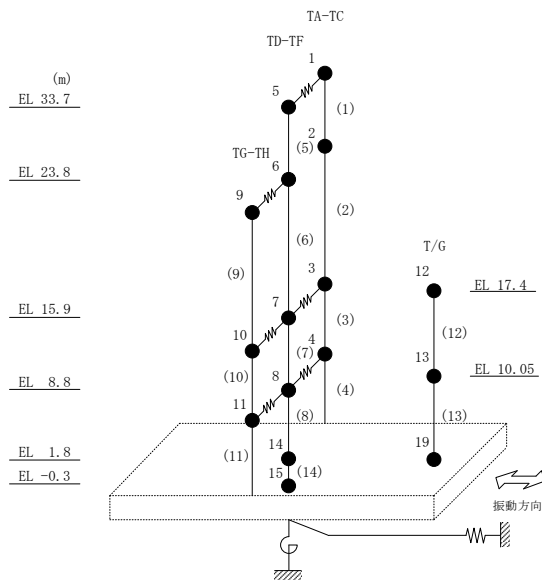 TA-TC
TD-TF
(m)
1
EL 33.7
5
(1)
2
(5)
EL 23.8
TG-TH
6
9
(2)
(6)
T/G
(9)
3
12
EL 17.4
EL 15.9
7
(3)
(12)
10
4
13
(7)
EL 10.05
EL 8.8
(10)
8
(4)
11
(8)
(13)
14
19
EL 1.8
(11)
15
(14)
EL -0.3
振動方向